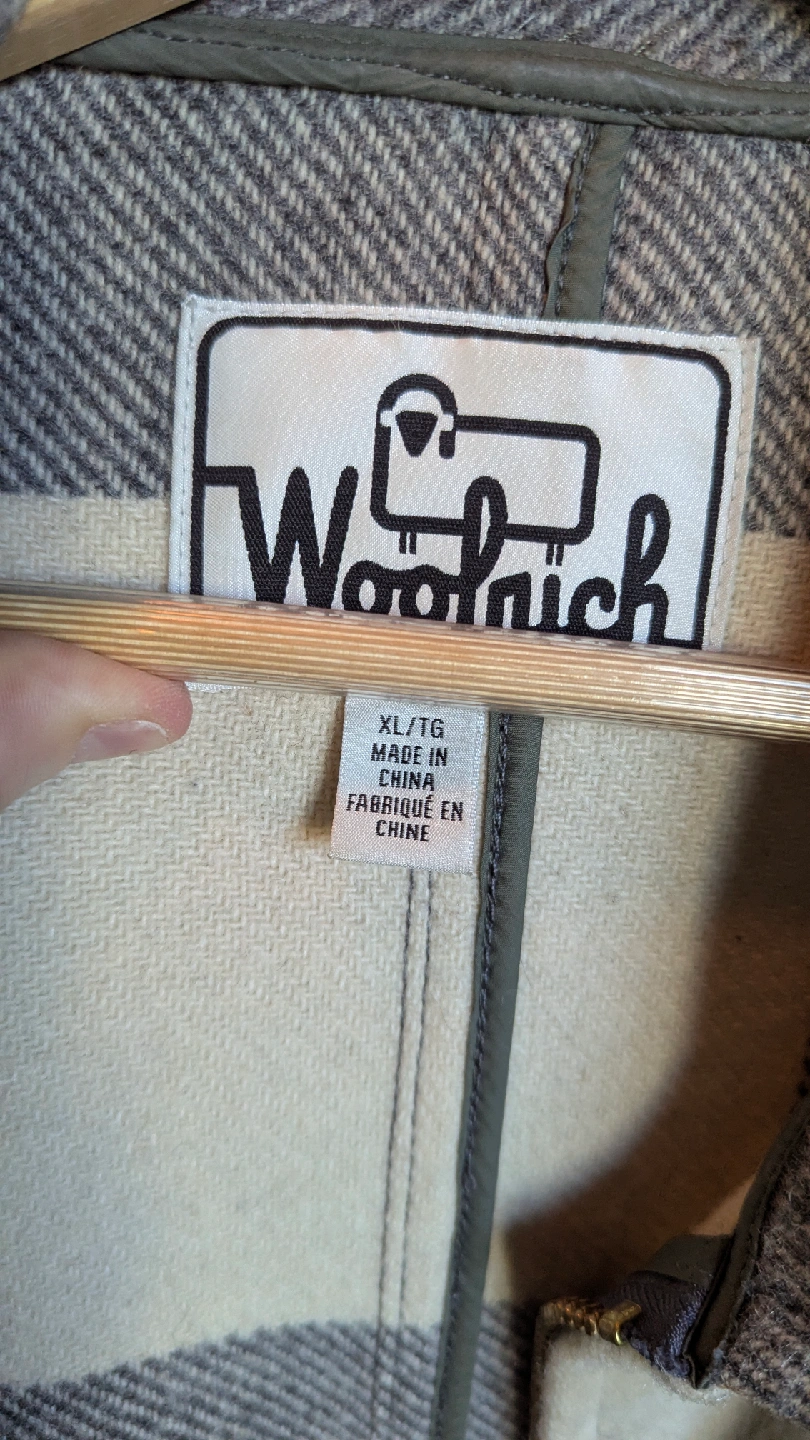 Woolrich
XL/TG
MADE IN
CHINA
FABRIQUÉ EN
CHINE